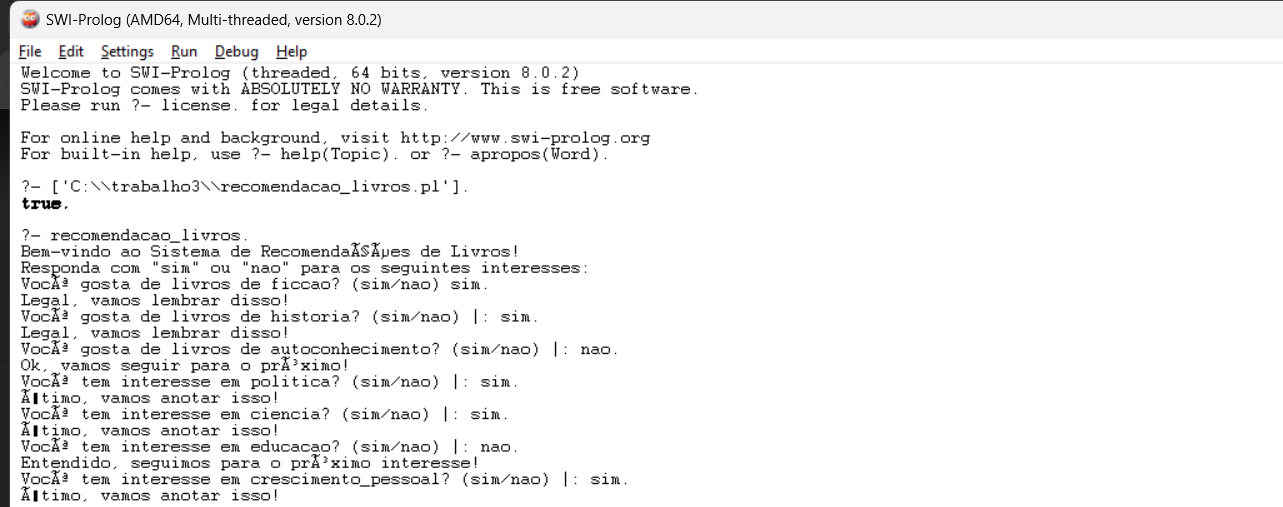 SWI-Prolog (AMD64, Multi-threaded, version 8.0.2)
File Edit Settings Run Debug Help
Welcome to SWI-Prolog (threaded, 64 bits, version 8.0.2)
SWI-Prolog comes with ABSOLUTELY NO WARRANTY. This is free software.
Please run ?- license. for legal details.
For online help and background, visit http://www.swi-prolog.org
For built-in help, use ?- help(Topic). or ?- apropos(Word).
?- ['C:\\trabalho3\\recomendacao_livros.pl'].
true.
?- recomendacao_livros.
Bem-vindo ao Sistema de RecomendaÃ§Ãµes de Livros!
Responda com "sim" ou "nao" para os seguintes interesses:
VocÃª gosta de livros de ficcao? (sim/nao) sim.
Legal, vamos lembrar disso!
VocÃª gosta de livros de historia? (sim/nao) |: sim.
Legal, vamos lembrar disso!
VocÃª gosta de livros de autoconhecimento? (sim/nao) |: nao.
Ok, vamos seguir para o prÃ³ximo!
VocÃª tem interesse em politica? (sim/nao) |: sim.
Ã▌timo, vamos anotar isso!
VocÃª tem interesse em ciencia? (sim/nao) |: sim.
Ã▌timo, vamos anotar isso!
VocÃª tem interesse em educacao? (sim/nao) |: nao.
Entendido, seguimos para o prÃ³ximo interesse!
VocÃª tem interesse em crescimento_pessoal? (sim/nao) |: sim.
Ã▌timo, vamos anotar isso!